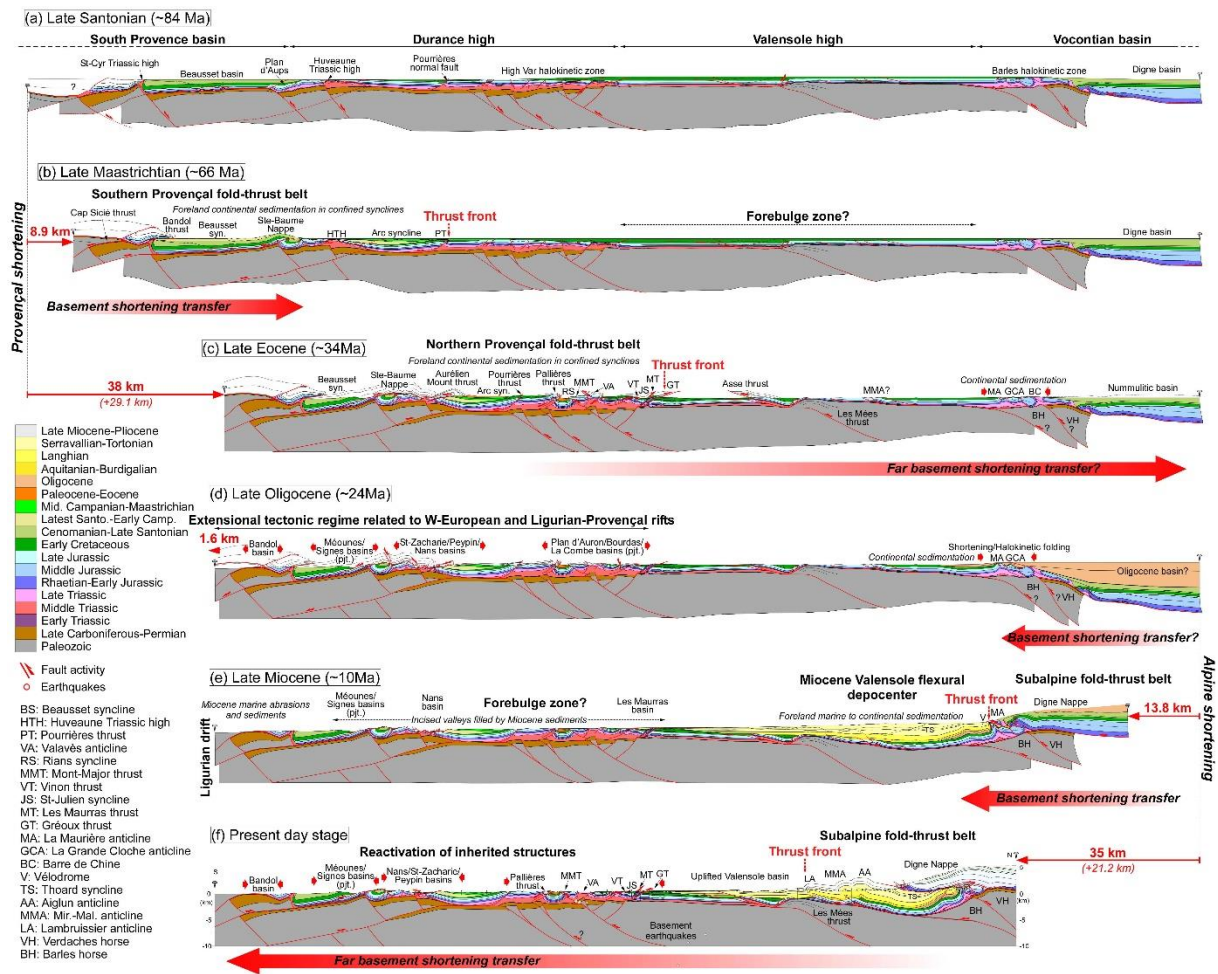 (a) Late Santonian (~84 Ma)
South Provence basin
Durance high
Valensole high
Vocontian basin
St-Cyr Triassic high
Beausset basin
Plan
d'Aups
Huveaune
Triassic high
Pourrières
normal fault
High Var halokinetic zone
Barles halokinetic zone
Digne basin
?
(b) Late Maastrichtian (~66 Ma)
Southern Provençal fold-thrust belt
Cap Sicié thrust
Foreland continental sedimentation in confined synclines
Bandol
thrust
Beausset
syn.
Ste-Baume
Nappe
HTH
Arc syncline
PT
Thrust front
Forebulge zone?
Digne basin
8.9 km
Provençal shortening
Basement shortening transfer
(c) Late Eocene (~34Ma)
Northern Provençal fold-thrust belt
Foreland continental sedimentation in confined synclines
Thrust front
38 km
(+29.1 km)
Beausset
syn.
Ste-Baume
Nappe
Aurélien
Mount thrust
Pourrières
thrust
Arc syn.
Pallières
thrust
RS
MMT
VA
VT
JS
MT
GT
Asse thrust
Les Mées
thrust
MMA?
Continental sedimentation
MA GCA BC
BH
?
VH
?
Nummulitic basin
Far basement shortening transfer?
Late Miocene-Pliocene
Serravallian-Tortonian
Langhian
Aquitanian-Burdigalian
Oligocene
Paleocene-Eocene
Mid. Campanian-Maastrichian
Latest Santo.-Early Camp.
Cenomanian-Late Santonian
Early Cretaceous
Late Jurassic
Middle Jurassic
Rhaetian-Early Jurassic
Late Triassic
Middle Triassic
Early Triassic
Late Carboniferous-Permian
Paleozoic
Fault activity
Earthquakes
BS: Beausset syncline
HTH: Huveaune Triassic high
PT: Pourrières thrust
VA: Valavès anticline
RS: Rians syncline
MMT: Mont-Major thrust
VT: Vinon thrust
JS: St-Julien syncline
MT: Les Maurras thrust
GT: Gréoux thrust
MA: La Maurière anticline
GCA: La Grande Cloche anticline
BC: Barre de Chine
V: Vélodrome
TS: Thoard syncline
AA: Aiglun anticline
MMA: Mir.-Mal. anticline
LA: Lambruissier anticline
VH: Verdaches horse
BH: Barles horse
(d) Late Oligocene (~24Ma)
Extensional tectonic regime related to W-European and Ligurian-Provençal rifts
1.6 km
Bandol
basin
Méounes/
Signes basins
(pjt.)
St-Zacharie/Peypin/
Nans basins
Plan d'Auron/Bourdas/
La Combe basins (pjt.)
Continental sedimentation
Shortening/Halokinetic folding
MA GCA
Oligocene basin?
BH
?
? VH
Basement shortening transfer?
(e) Late Miocene (~10Ma)
Miocene marine abrasions
and sediments
Méounes/
Signes basins
(pjt.)
Nans
basin
Forebulge zone?
Incised valleys filled by Miocene sediments
Les Maurras
basin
Miocene Valensole flexural
depocenter
Foreland marine to continental sedimentation
Thrust front
Subalpine fold-thrust belt
V
MA
Digne Nappe
TS
BH
VH
13.8 km
Ligurian drift
Alpine shortening
Basement shortening transfer
(f) Present day stage
Subalpine fold-thrust belt
Reactivation of inherited structures
Thrust front
35 km
(+21.2 km)
S
N
Bandol
basin
Méounes/
Signes basins
(pjt.)
Nans/St-Zacharie/
Peypin basins
Pallières
thrust
MMT
VA
VT
JS
MT
GT
Uplifted Valensole basin
LA
MMA
AA
Digne Nappe
TS
Les Mées
thrust
BH
VH
Basement
earthquakes
?
5
0
(km)
-5
-10
5
0
(km)
-5
-10
Far basement shortening transfer